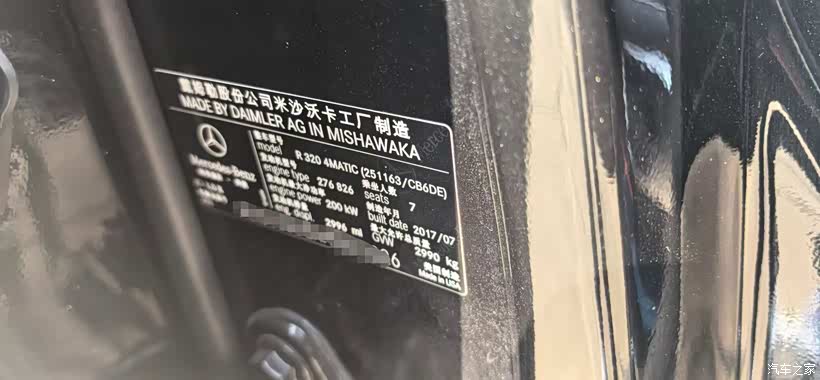 戴姆勒股份公司米沙沃卡工厂制造
MADE BY DAIMLER AG IN MISHAWAKA
Mercedes-Benz
整车型号
model R 320 4MATIC (251163/CB6DE)
发动机型号
engine type 276 826
乘坐人数
seats 7
发动机最大净功率
engine power 200 kW
制造年月
built date 2017/07
eng. displ. 2996 ml
最大允许总质量
GVW 2990 kg
美国制造
Made in USA
汽车之家